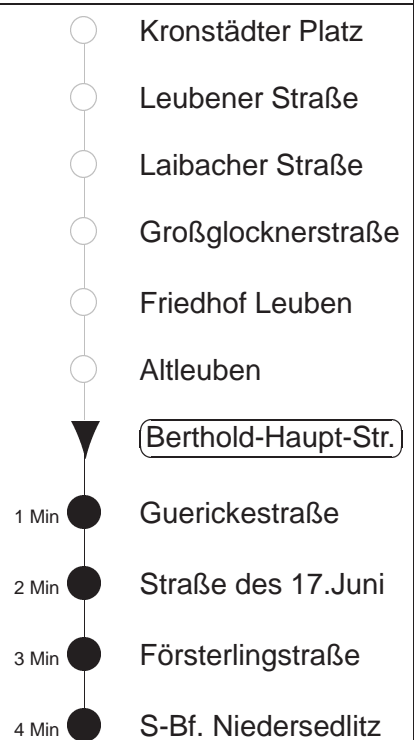 Kronstädter Platz
Leubener Straße
Laibacher Straße
Großglocknerstraße
Friedhof Leuben
Altleuben
Berthold-Haupt-Str.
1 Min Guerickestraße
2 Min Straße des 17.Juni
3 Min Försterlingstraße
4 Min S-Bf. Niedersedlitz